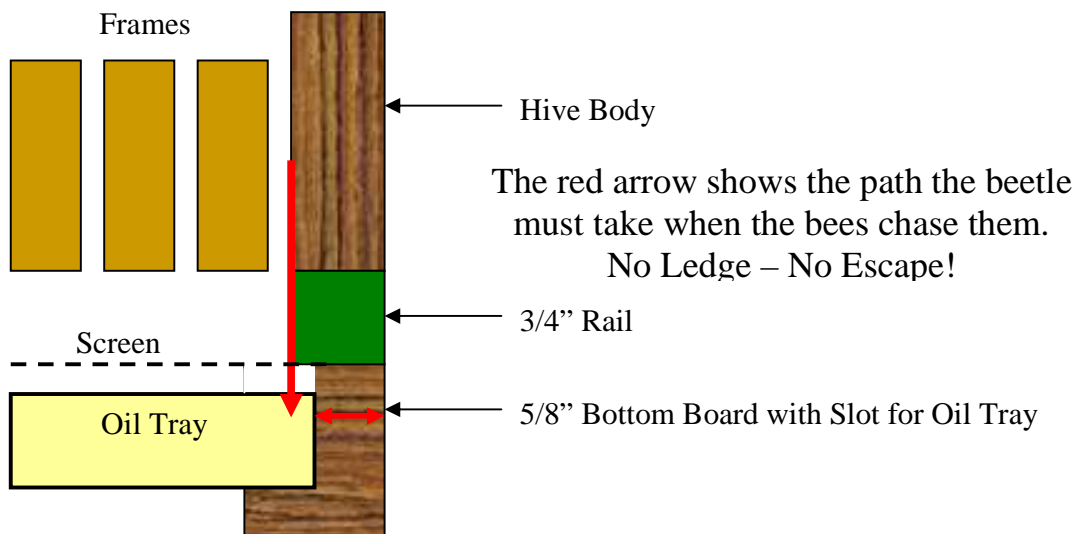 Frames
Hive Body
The red arrow shows the path the beetle
must take when the bees chase them.
No Ledge – No Escape!
3/4” Rail
Screen
5/8” Bottom Board with Slot for Oil Tray
Oil Tray